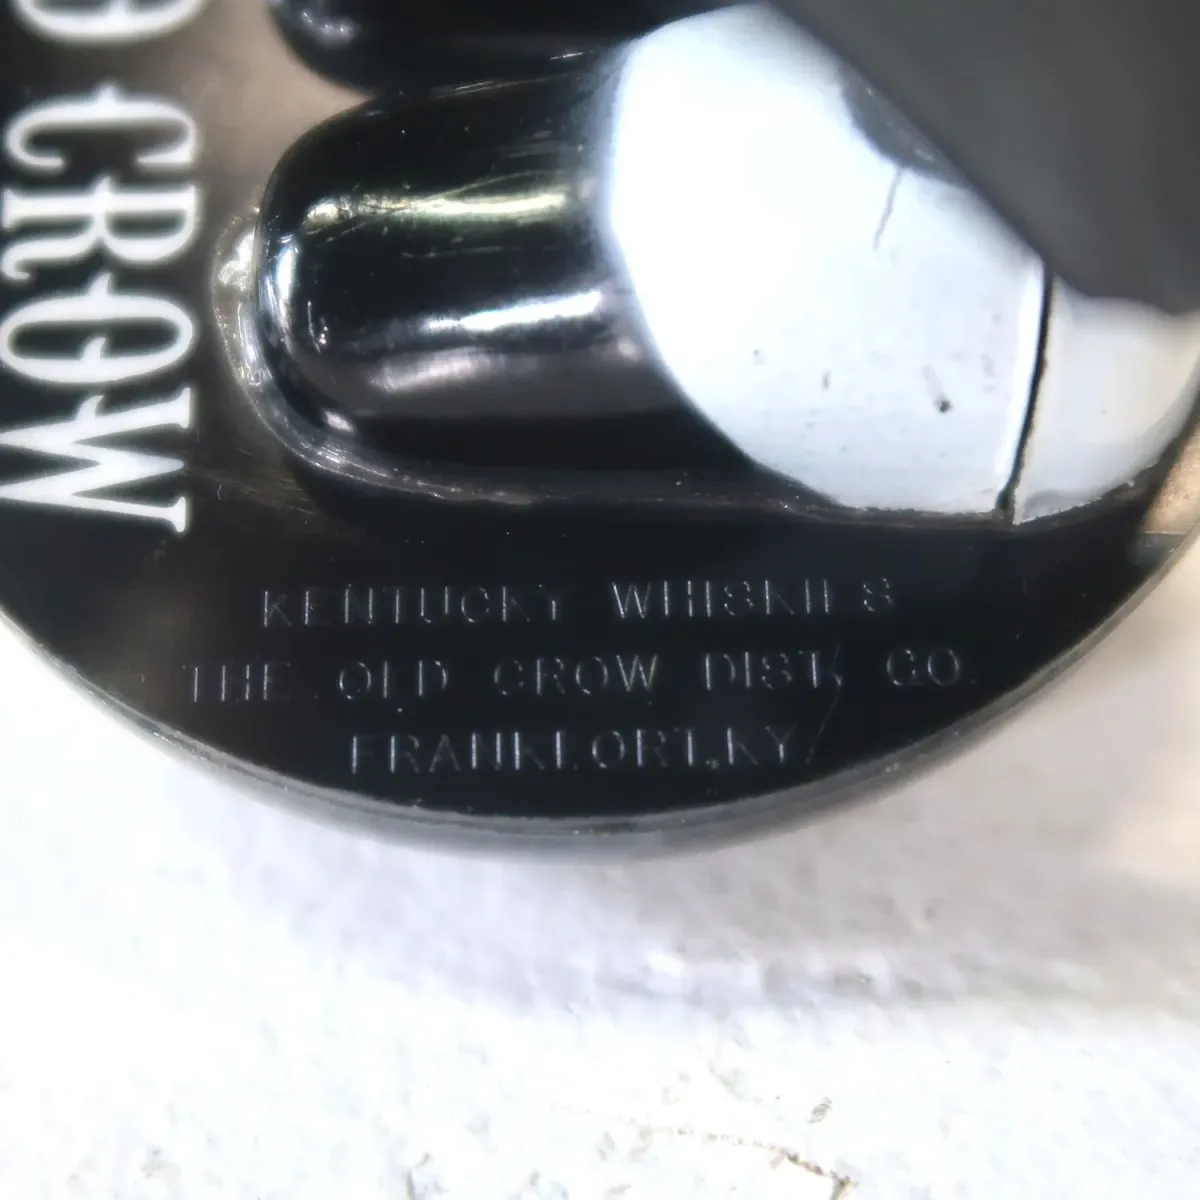 CROW
KENTUCKY WHISKIES
THE OLD CROW DIST. CO.
FRANKFORT, KY.